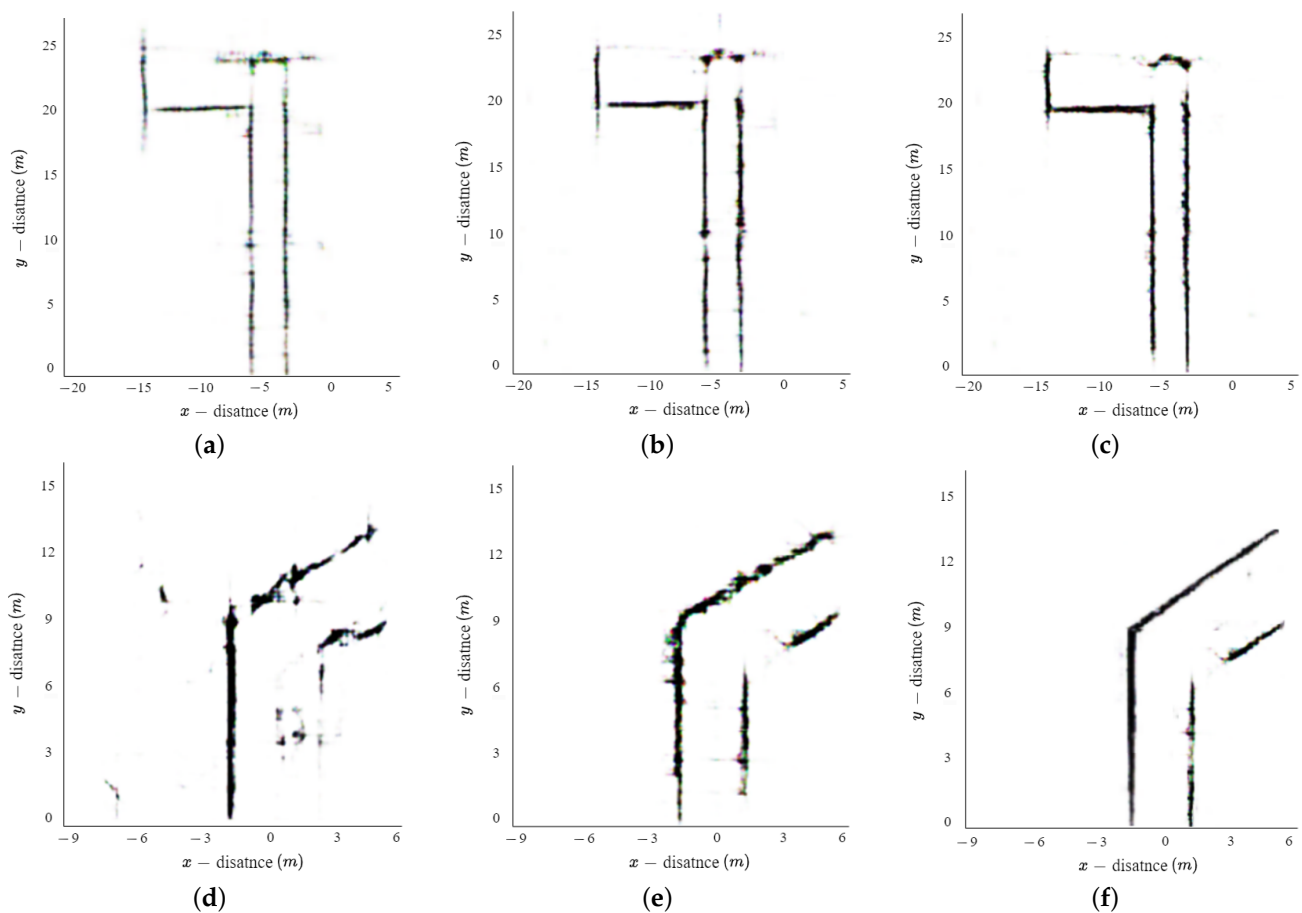 25
20
15
10
5
0
y − disatnce (m)
−20 −15 −10 −5 0 5
x − disatnce (m)
(a)
25
20
15
10
5
0
y − disatnce (m)
−20 −15 −10 −5 0 5
x − disatnce (m)
(b)
25
20
15
10
5
0
y − disatnce (m)
−20 −15 −10 −5 0 5
x − disatnce (m)
(c)
15
12
9
6
3
0
y − disatnce (m)
−9 −6 −3 0 3 6
x − disatnce (m)
(d)
15
12
9
6
3
0
y − disatnce (m)
−9 −6 −3 0 3 6
x − disatnce (m)
(e)
15
12
9
6
3
0
y − disatnce (m)
−9 −6 −3 0 3 6
x − disatnce (m)
(f)